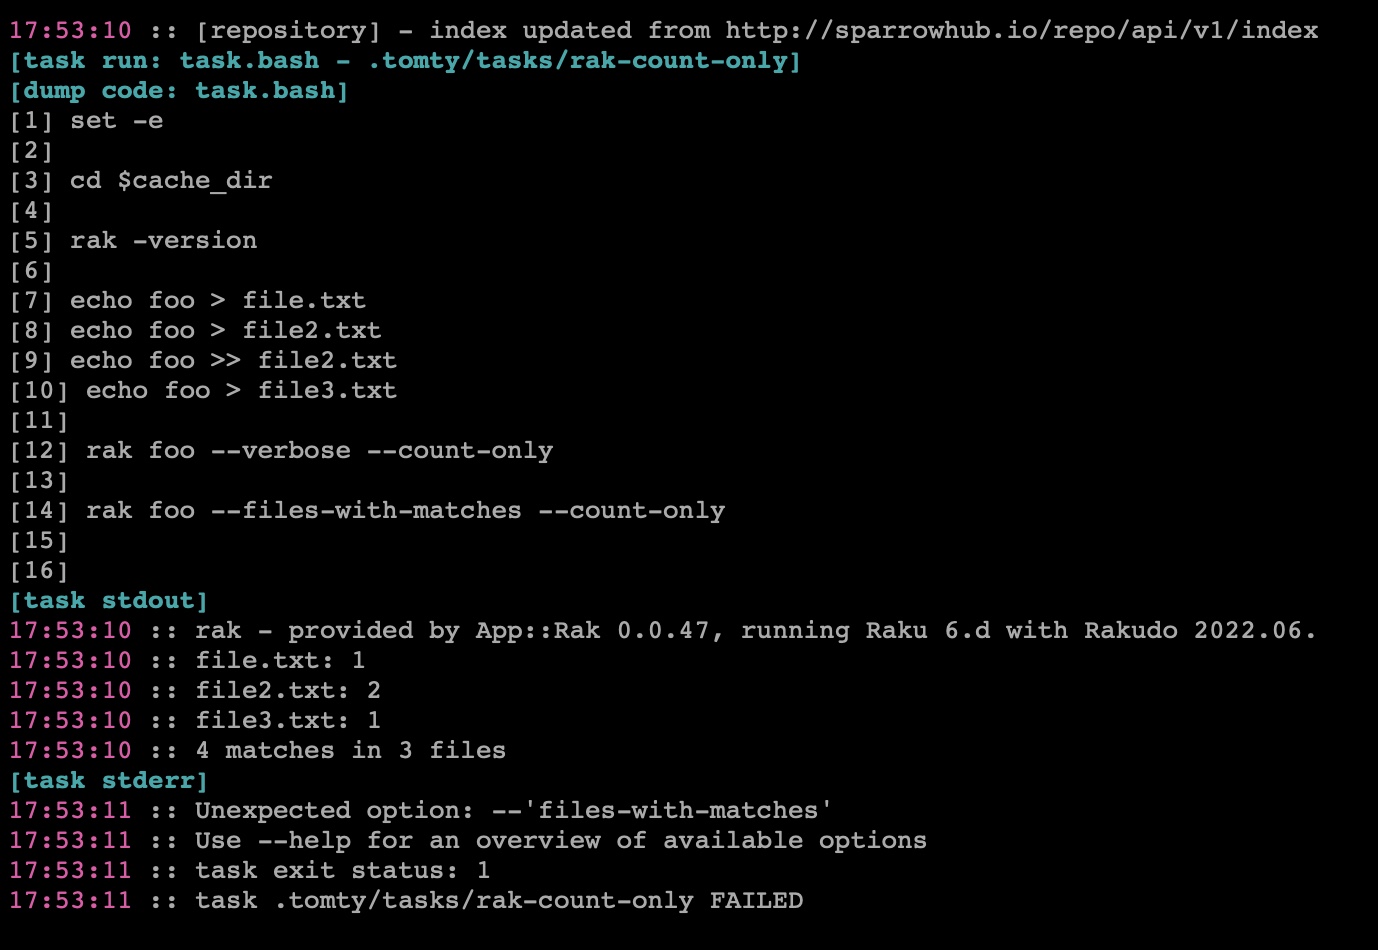 17:53:10 :: [repository] - index updated from http://sparrowhub.io/repo/api/v1/index
[task run: task.bash - .tomty/tasks/rak-count-only]
[dump code: task.bash]
[1] set -e
[2]
[3] cd $cache_dir
[4]
[5] rak -version
[6]
[7] echo foo > file.txt
[8] echo foo > file2.txt
[9] echo foo >> file2.txt
[10] echo foo > file3.txt
[11]
[12] rak foo --verbose --count-only
[13]
[14] rak foo --files-with-matches --count-only
[15]
[16]
[task stdout]
17:53:10 :: rak - provided by App::Rak 0.0.47, running Raku 6.d with Rakudo 2022.06.
17:53:10 :: file.txt: 1
17:53:10 :: file2.txt: 2
17:53:10 :: file3.txt: 1
17:53:10 :: 4 matches in 3 files
[task stderr]
17:53:11 :: Unexpected option: --'files-with-matches'
17:53:11 :: Use --help for an overview of available options
17:53:11 :: task exit status: 1
17:53:11 :: task .tomty/tasks/rak-count-only FAILED